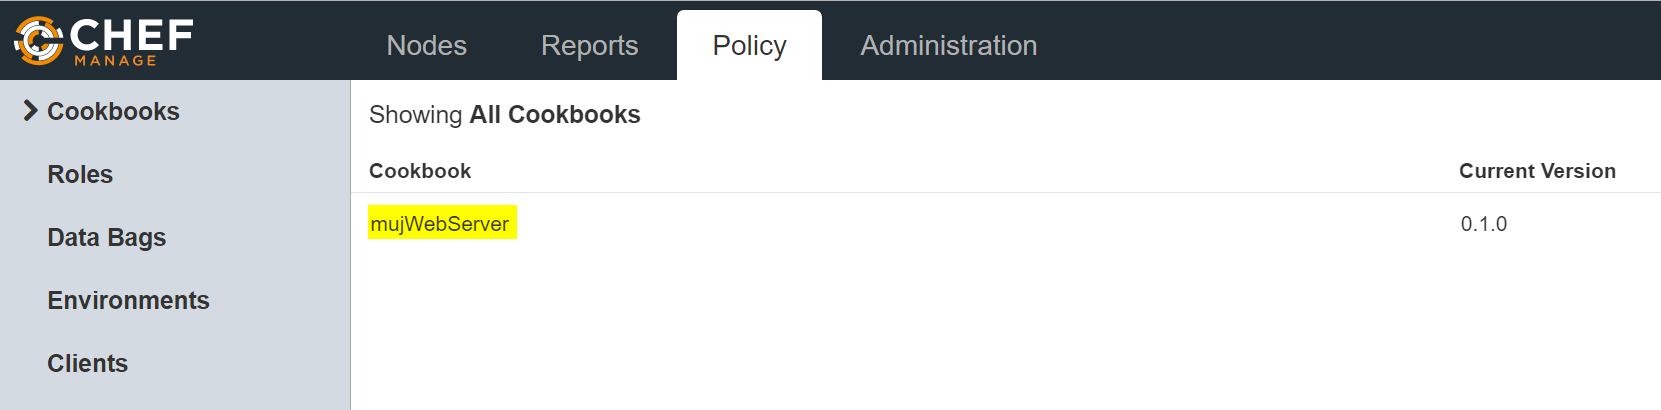 CHEF
MANAGE
Nodes Reports Policy Administration
Cookbooks
Roles
Data Bags
Environments
Clients
Showing All Cookbooks
Cookbook Current Version
mujWebServer 0.1.0